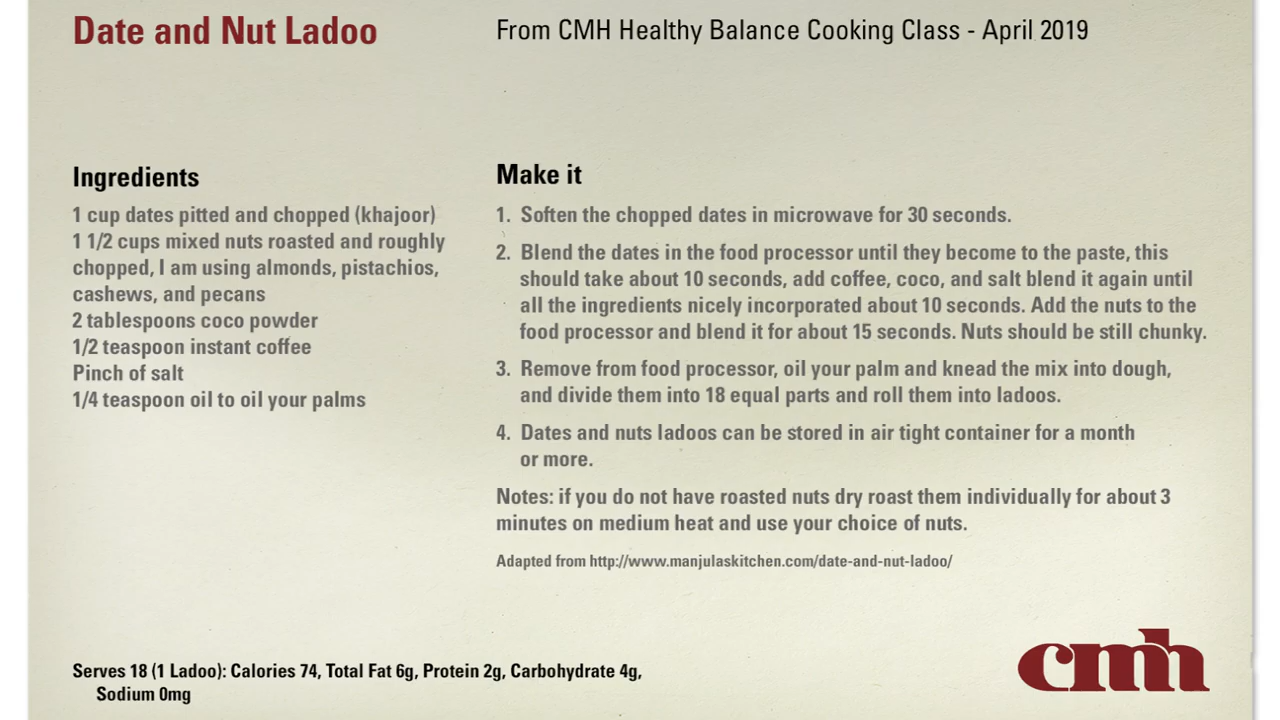 Date and Nut Ladoo
From CMH Healthy Balance Cooking Class - April 2019
Ingredients
1 cup dates pitted and chopped (khajoor)
1 1/2 cups mixed nuts roasted and roughly
chopped, I am using almonds, pistachios,
cashews, and pecans
2 tablespoons coco powder
1/2 teaspoon instant coffee
Pinch of salt
1/4 teaspoon oil to oil your palms
Make it
1. Soften the chopped dates in microwave for 30 seconds.
2. Blend the dates in the food processor until they become to the paste, this
should take about 10 seconds, add coffee, coco, and salt blend it again until
all the ingredients nicely incorporated about 10 seconds. Add the nuts to the
food processor and blend it for about 15 seconds. Nuts should be still chunky.
3. Remove from food processor, oil your palm and knead the mix into dough,
and divide them into 18 equal parts and roll them into ladoos.
4. Dates and nuts ladoos can be stored in air tight container for a month
or more.
Notes: if you do not have roasted nuts dry roast them individually for about 3
minutes on medium heat and use your choice of nuts.
Adapted from http://www.manjulaskitchen.com/date-and-nut-ladoo/
Serves 18 (1 Ladoo): Calories 74, Total Fat 6g, Protein 2g, Carbohydrate 4g,
Sodium 0mg
cmh